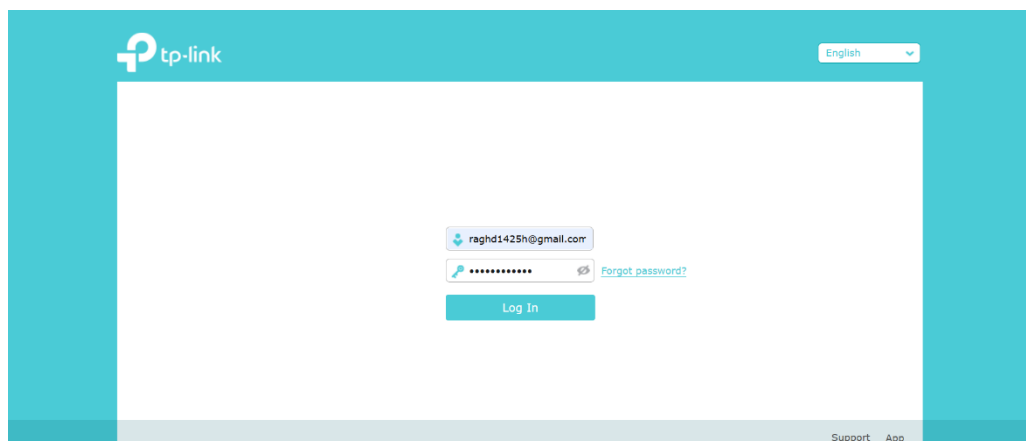 tp-link
English
raghd1425h@gmail.com
••••••••••••
Forgot password?
Log In
Support App